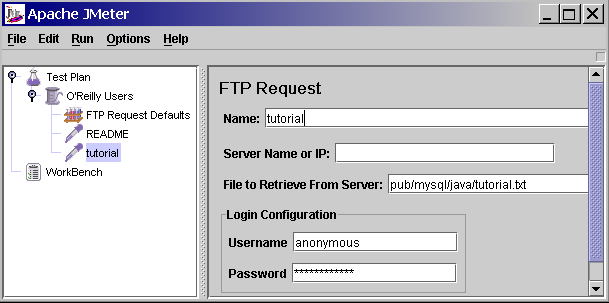 Apache JMeter
File Edit Run Options Help
Test Plan
O'Reilly Users
FTP Request Defaults
README
tutorial
WorkBench
FTP Request
Name: tutorial
Server Name or IP:
File to Retrieve From Server: pub/mysql/java/tutorial.txt
Login Configuration
Username anonymous
Password ************